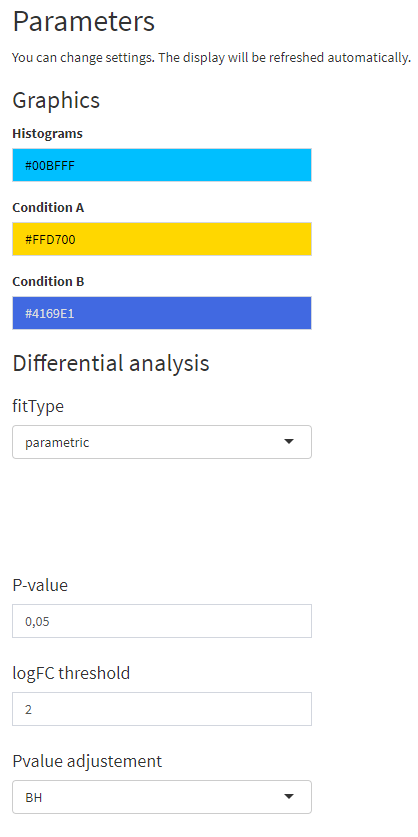 Parameters
You can change settings. The display will be refreshed automatically.
Graphics
Histograms
#00BFFF
Condition A
#FFD700
Condition B
#4169E1
Differential analysis
fitType
parametric
P-value
0,05
logFC threshold
2
Pvalue adjustement
BH